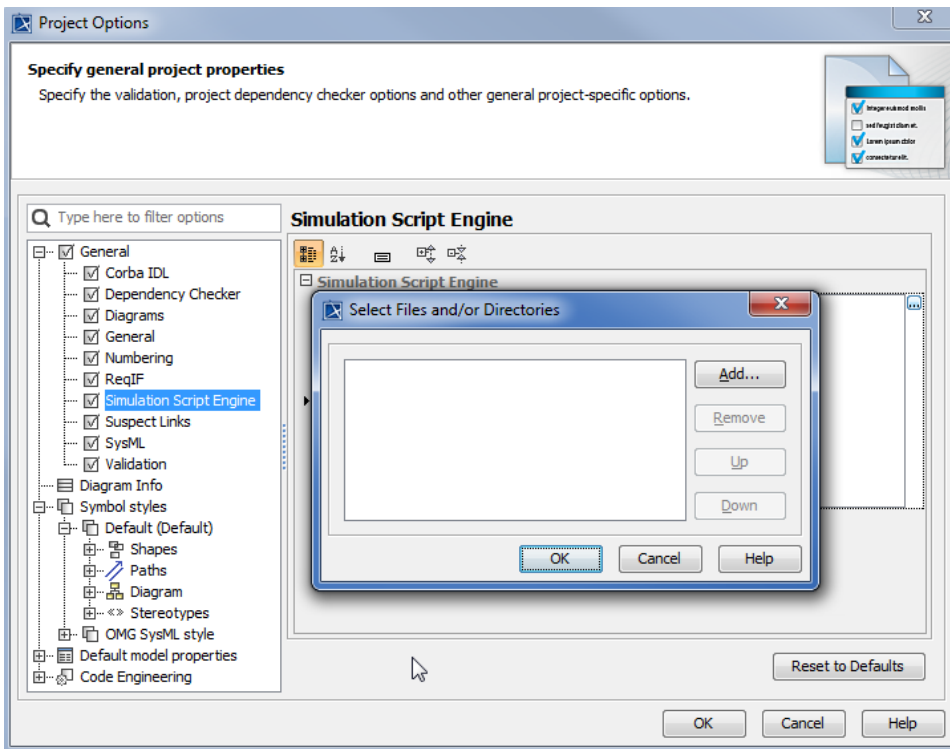 Project Options
Specify general project properties
Specify the validation, project dependency checker options and other general project-specific options.
Type here to filter options
General
Corba IDL
Dependency Checker
Diagrams
General
Numbering
ReqIF
Simulation Script Engine
Suspect Links
SysML
Validation
Diagram Info
Symbol styles
Default (Default)
Shapes
Paths
Diagram
Stereotypes
OMG SysML style
Default model properties
Code Engineering
Simulation Script Engine
Simulation Script Engine
Select Files and/or Directories
Add...
Remove
Up
Down
OK Cancel Help
Reset to Defaults
OK Cancel Help